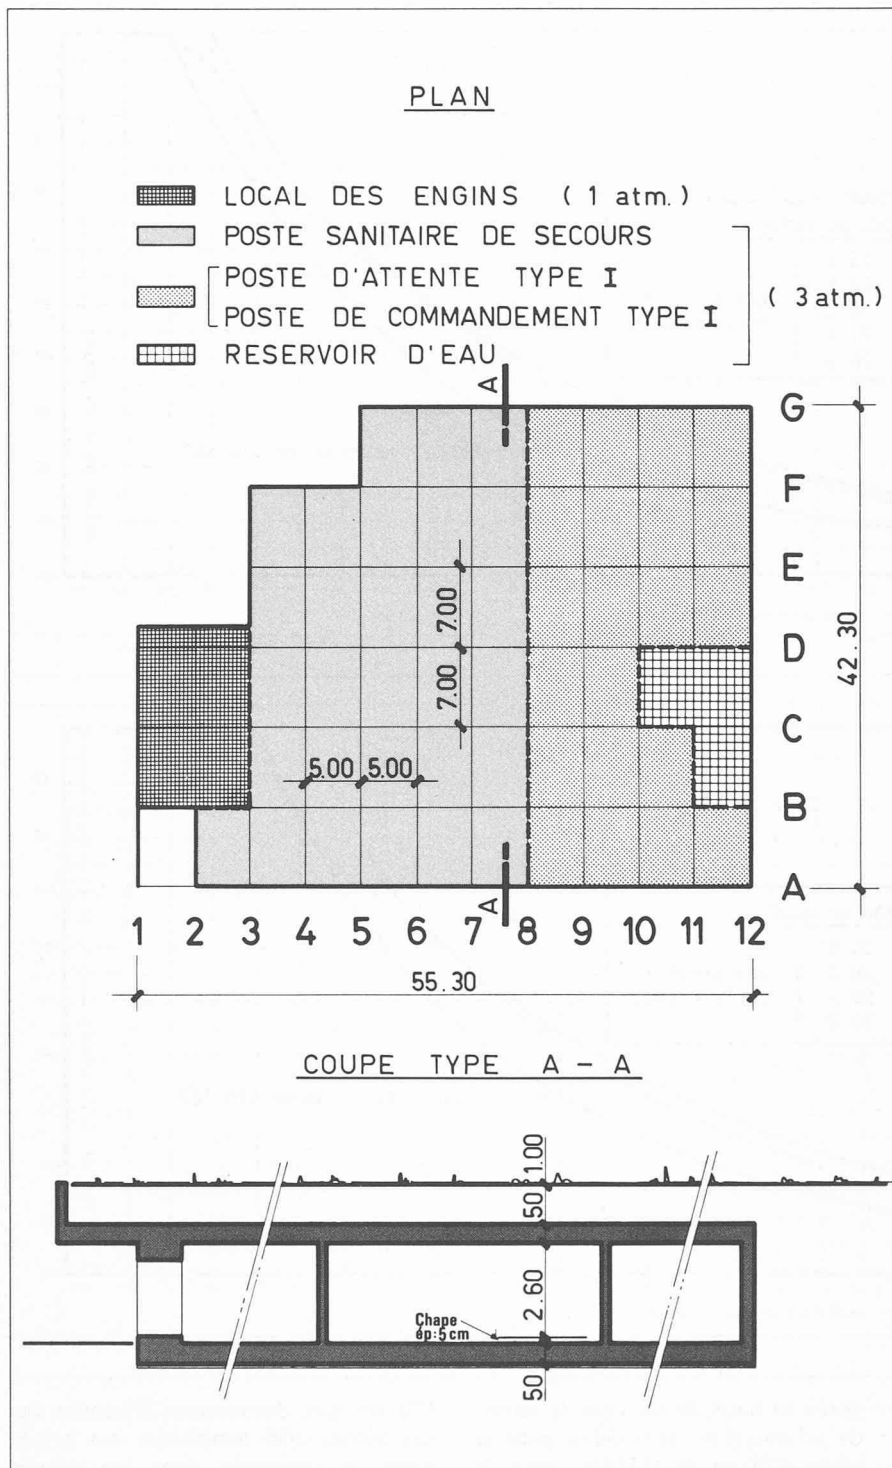 PLAN
LOCAL DES ENGINS (1 atm.)
POSTE SANITAIRE DE SECOURS
POSTE D'ATTENTE TYPE I
(3 atm.)
POSTE DE COMMANDEMENT TYPE I
RESERVOIR D'EAU
A
G
F
E
7.00
D
42.30
7.00
C
5.00 5.00
B
A
A
1 2 3 4 5 6 7 8 9 10 11 12
55.30
COUPE TYPE A - A
1.00
50
2.60
Chape
ép:5cm
50